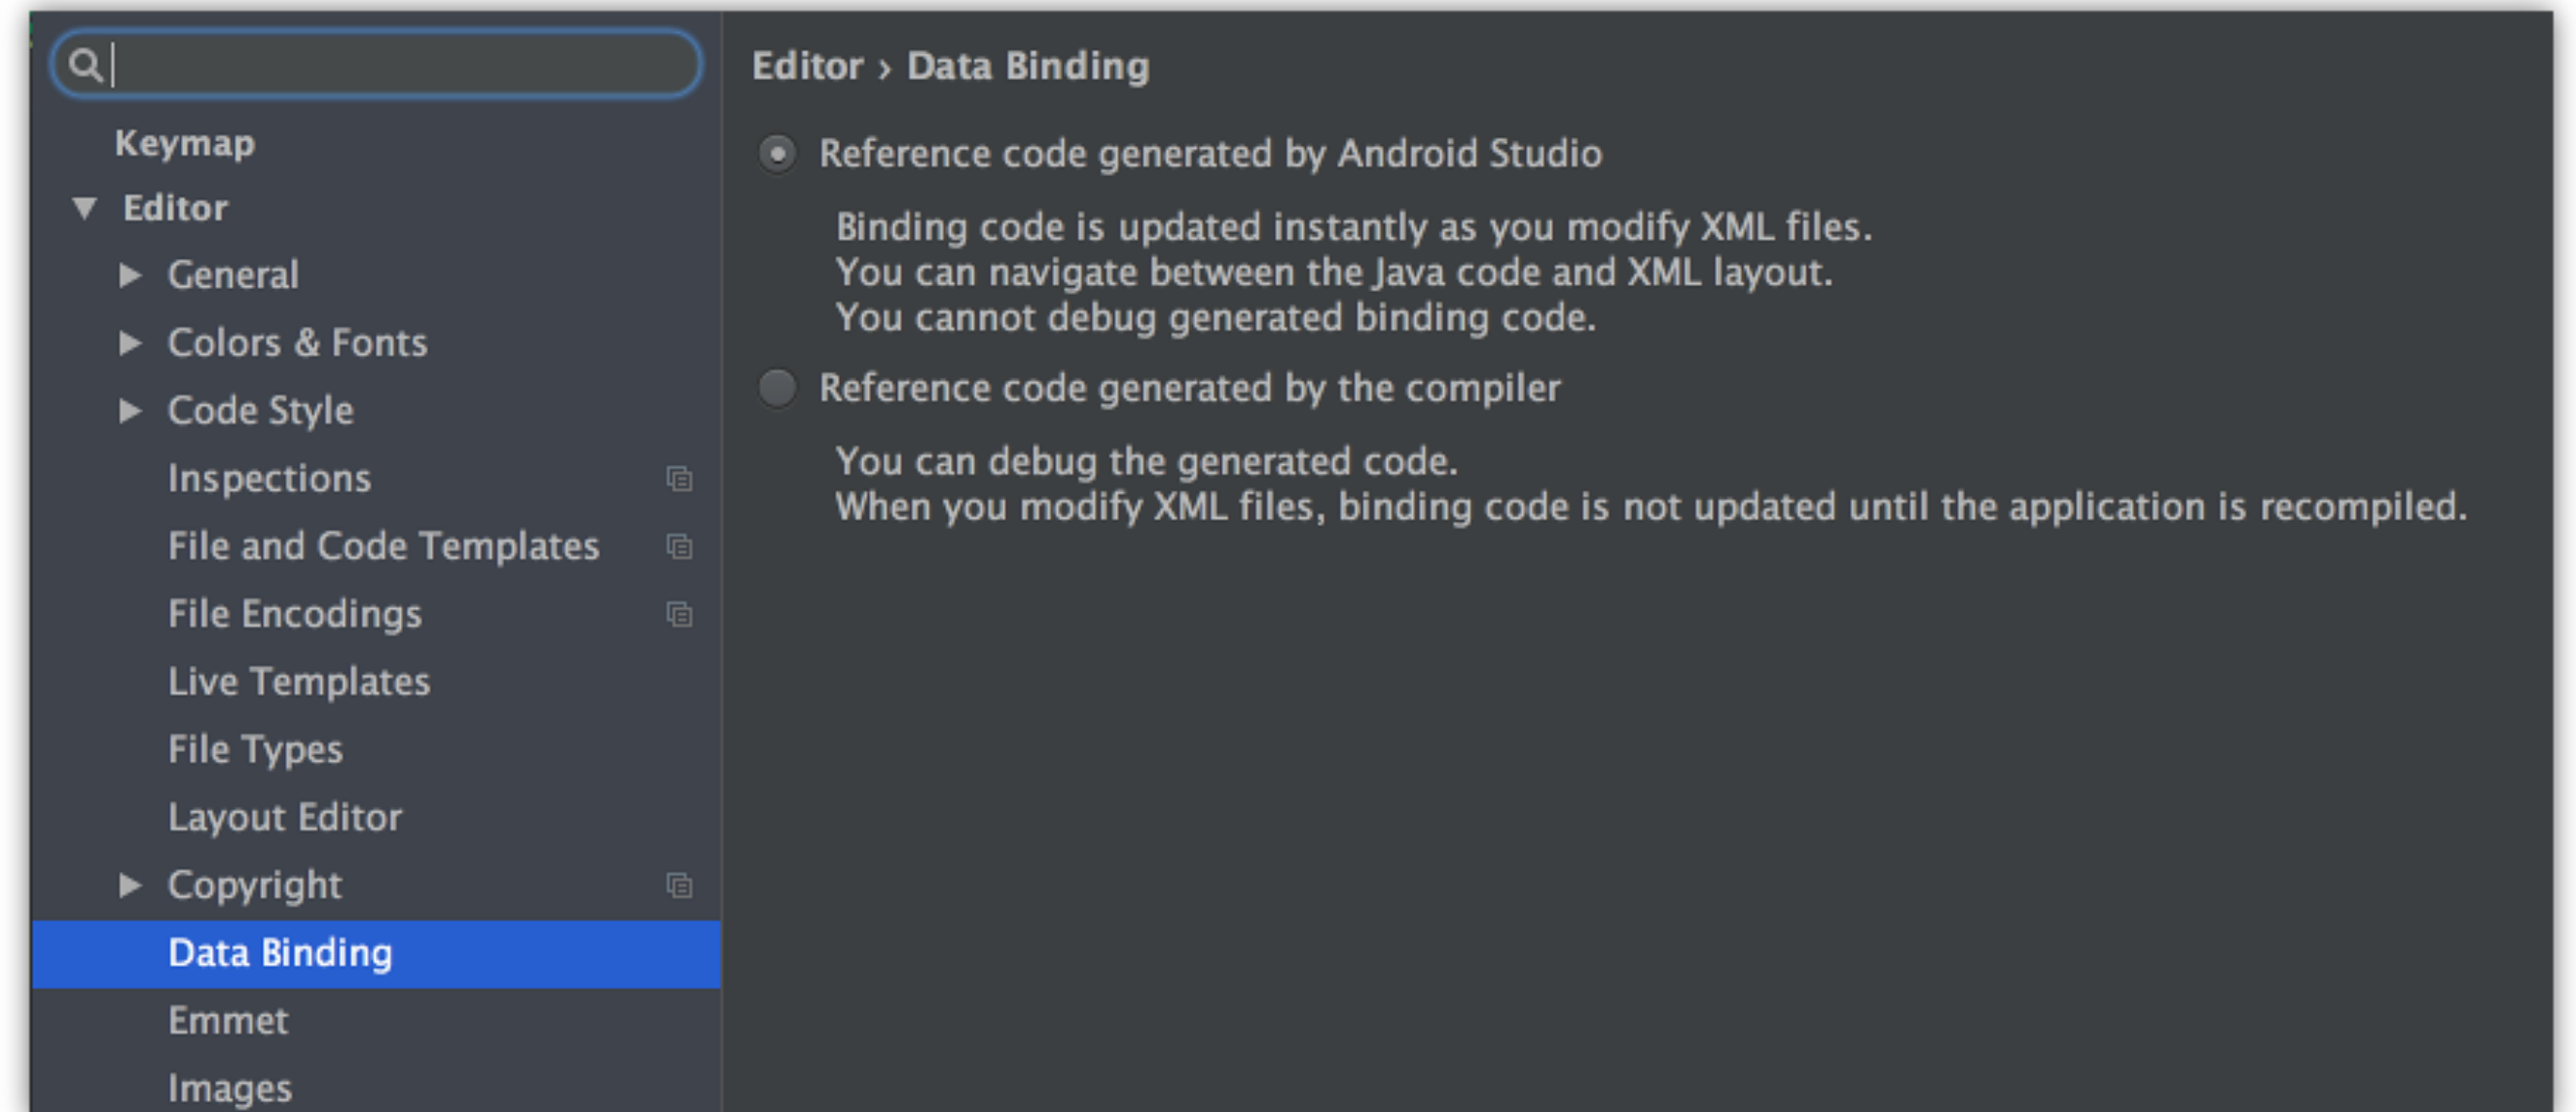 Keymap
Editor
General
Colors & Fonts
Code Style
Inspections
File and Code Templates
File Encodings
Live Templates
File Types
Layout Editor
Copyright
Data Binding
Emmet
Images
Editor › Data Binding
Reference code generated by Android Studio
Binding code is updated instantly as you modify XML files.
You can navigate between the Java code and XML layout.
You cannot debug generated binding code.
Reference code generated by the compiler
You can debug the generated code.
When you modify XML files, binding code is not updated until the application is recompiled.